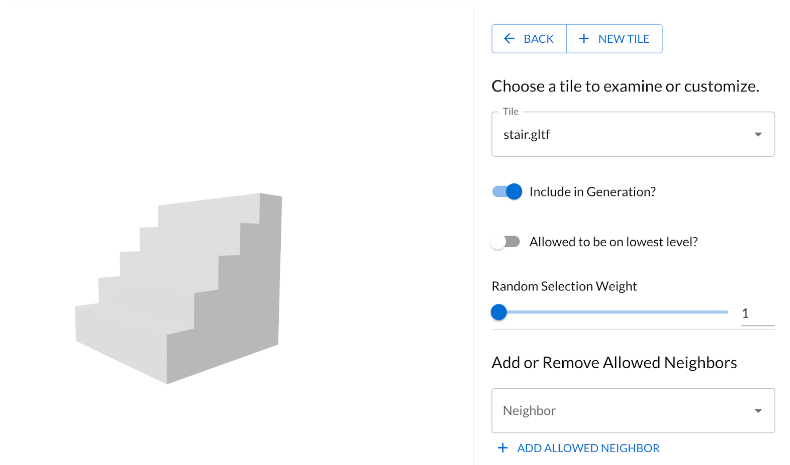 BACK
NEW TILE
Choose a tile to examine or customize.
Tile
stair.gltf
Include in Generation?
Allowed to be on lowest level?
Random Selection Weight
1
Add or Remove Allowed Neighbors
Neighbor
+ ADD ALLOWED NEIGHBOR